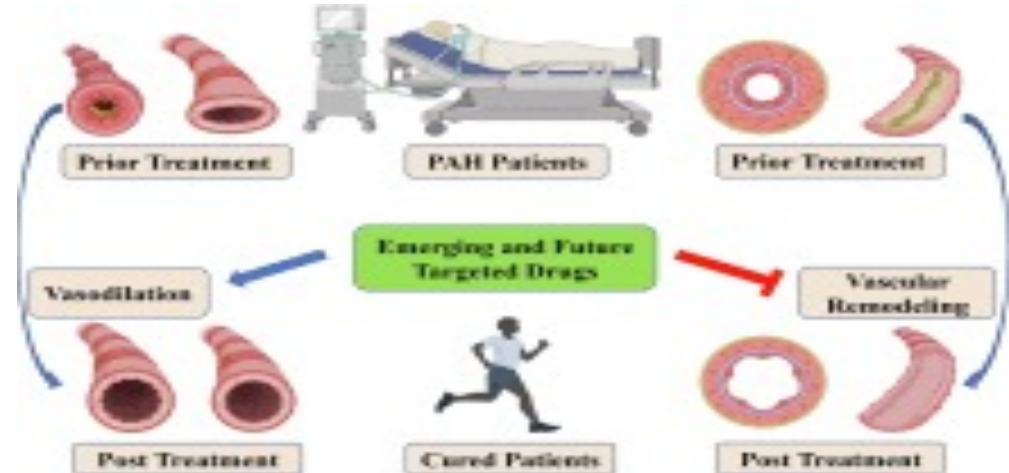 Prior Treatment
PAH Patients
Prior Treatment
Emerging and Future
Targeted Drugs
Vasodilation
Vascular
Remodeling
Post Treatment
Cured Patients
Post Treatment